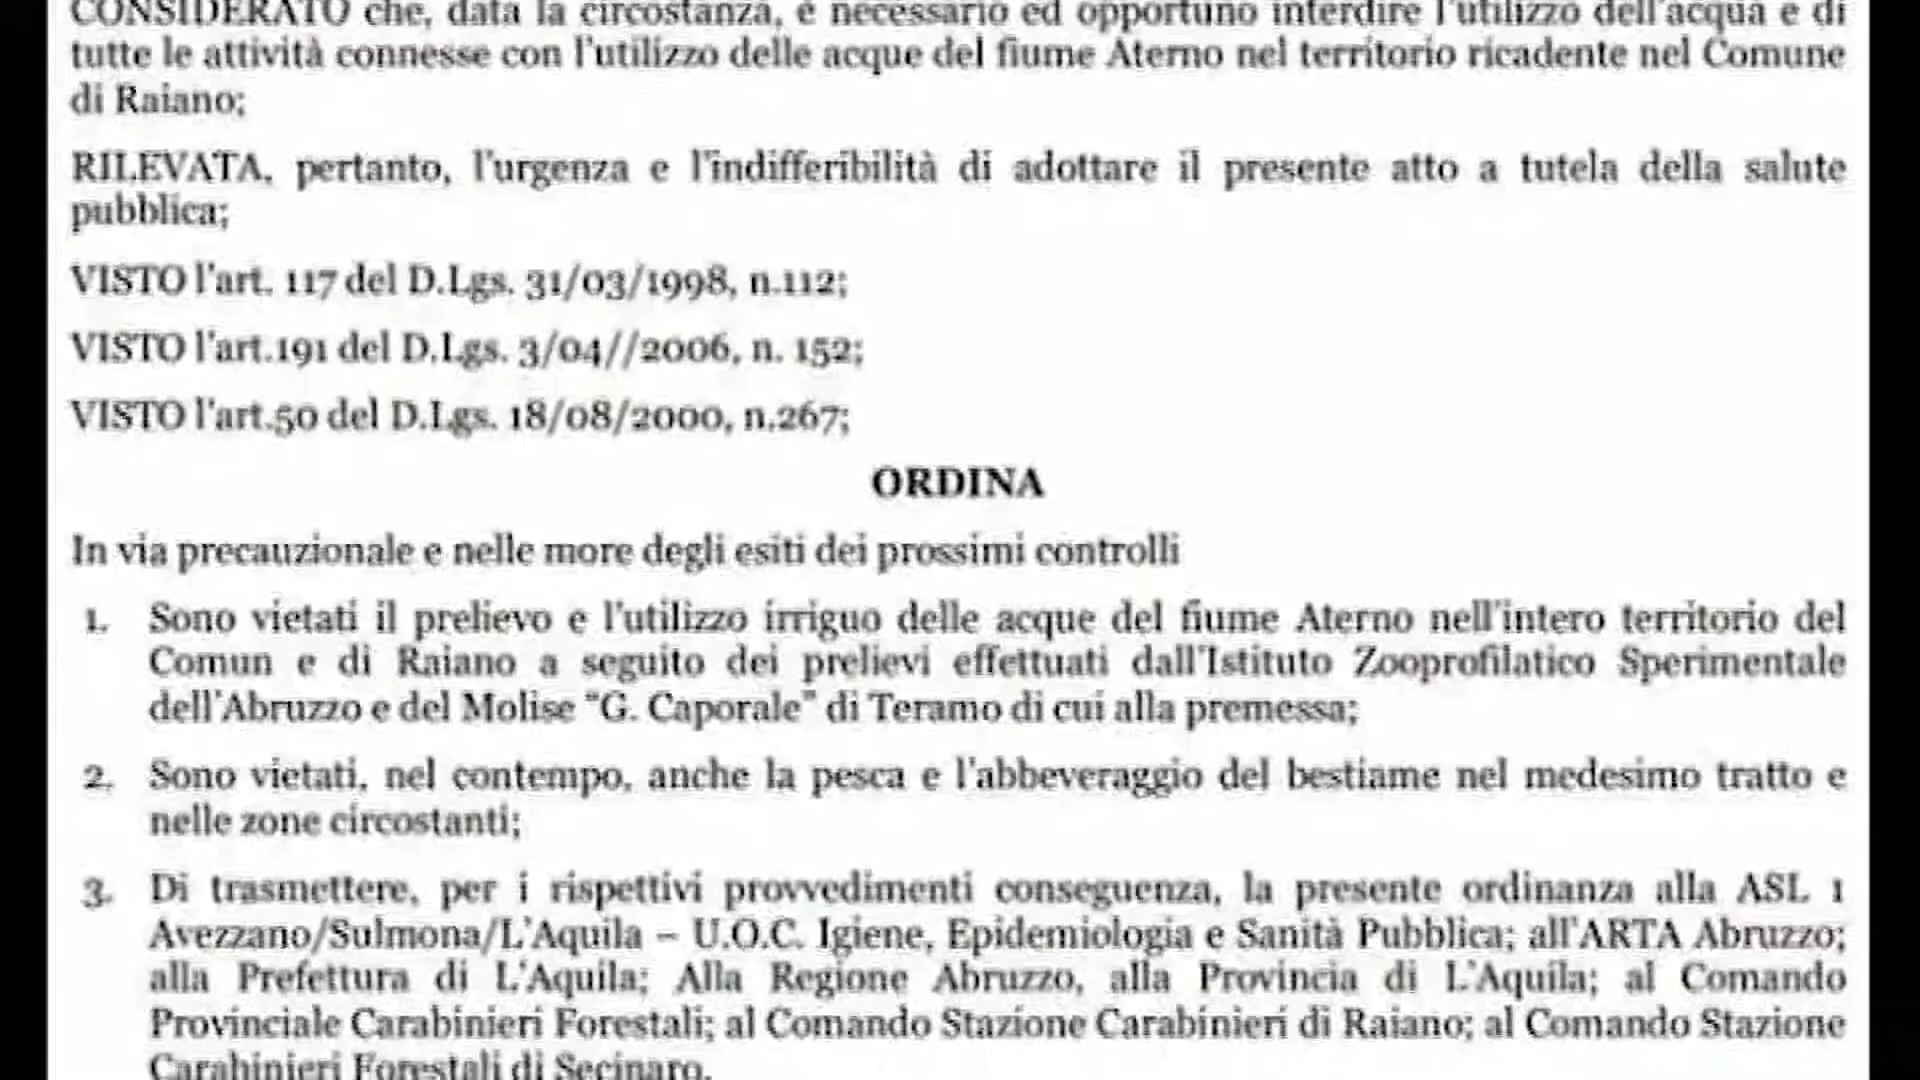 CONSIDERATO che, data la circostanza, è necessario ed opportuno interdire l'utilizzo dell'acqua e di
tutte le attività connesse con l'utilizzo delle acque del fiume Aterno nel territorio ricadente nel Comune
di Raiano;
RILEVATA, pertanto, l'urgenza e l'indifferibilità di adottare il presente atto a tutela della salute
pubblica;
VISTO l'art. 117 del D.Lgs. 31/03/1998, n.112;
VISTO l'art.191 del D.Lgs. 3/04//2006, n. 152;
VISTO l'art.50 del D.Lgs. 18/08/2000, n.267;
ORDINA
In via precauzionale e nelle more degli esiti dei prossimi controlli
1. Sono vietati il prelievo e l'utilizzo irriguo delle acque del fiume Aterno nell'intero territorio del
Comun e di Raiano a seguito dei prelievi effettuati dall'Istituto Zooprofilatico Sperimentale
dell'Abruzzo e del Molise "G. Caporale" di Teramo di cui alla premessa;
2. Sono vietati, nel contempo, anche la pesca e l'abbeveraggio del bestiame nel medesimo tratto e
nelle zone circostanti;
3. Di trasmettere, per i rispettivi provvedimenti conseguenza, la presente ordinanza alla ASL 1
Avezzano/Sulmona/L'Aquila – U.O.C. Igiene, Epidemiologia e Sanità Pubblica; all'ARTA Abruzzo;
alla Prefettura di L'Aquila; Alla Regione Abruzzo, alla Provincia di L'Aquila; al Comando
Provinciale Carabinieri Forestali; al Comando Stazione Carabinieri di Raiano; al Comando Stazione
Carabinieri Forestali di Secinaro.